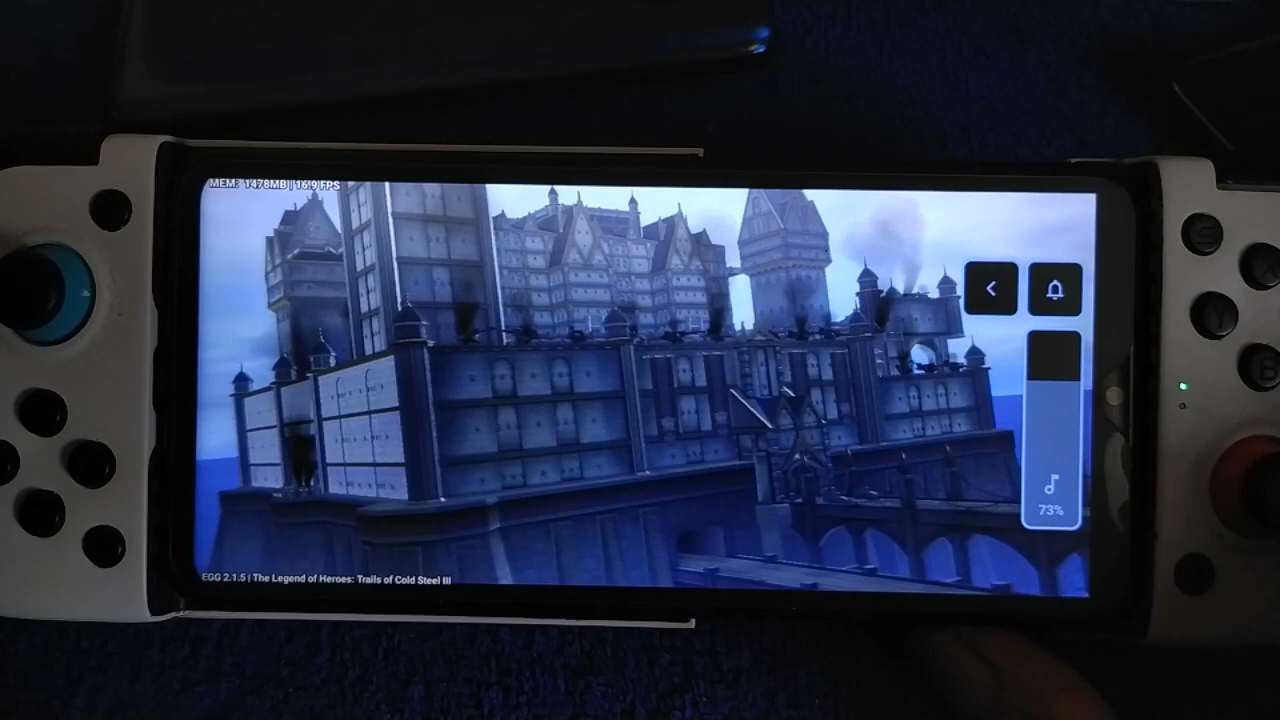 MEM: 1478MB | 16.9 FPS
73%
EGG 2.1.5 | The Legend of Heroes: Trails of Cold Steel III
B